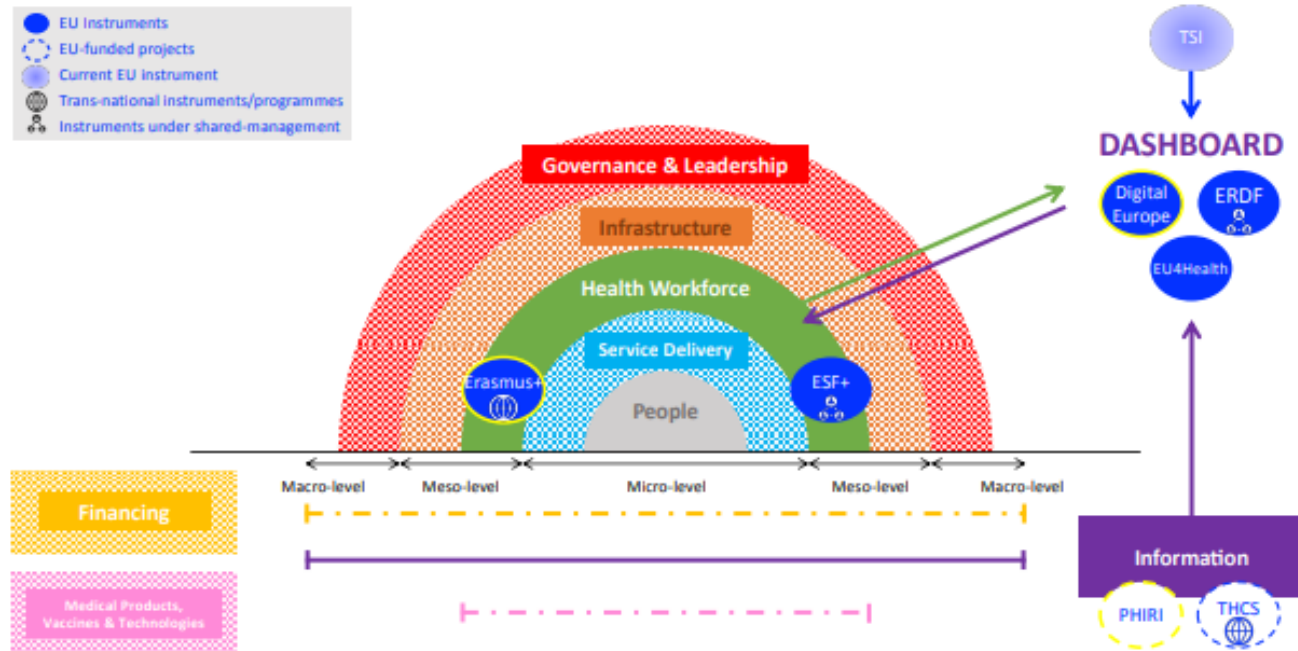 EU Instruments
EU-funded projects
Current EU instrument
Trans-national instruments/programmes
Instruments under shared-management
TSI
DASHBOARD
Digital
Europe
ERDF
EU4Health
Governance & Leadership
Infrastructure
Health Workforce
Service Delivery
Erasmus+
ESF+
People
Macro-level
Meso-level
Micro-level
Meso-level
Macro-level
Financing
Medical Products,
Vaccines & Technologies
Information
PHIRI
THCS